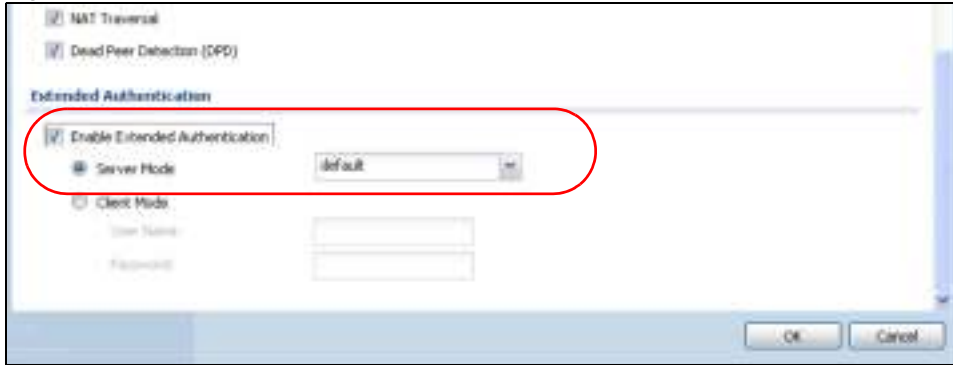 NAT Traversal
Dead Peer Detection (DPD)
Extended Authentication
Enable Extended Authentication
Server Mode default
Client Mode
User Name
Password
OK Cancel